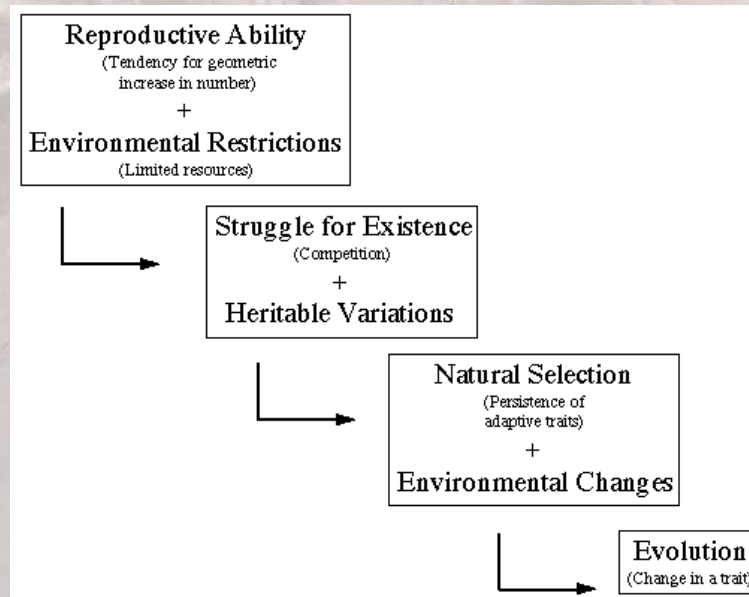 Reproductive Ability
(Tendency for geometric
increase in number)
+
Environmental Restrictions
(Limited resources)
Struggle for Existence
(Competition)
+
Heritable Variations
Natural Selection
(Persistence of
adaptive traits)
+
Environmental Changes
Evolution
(Change in a trait)